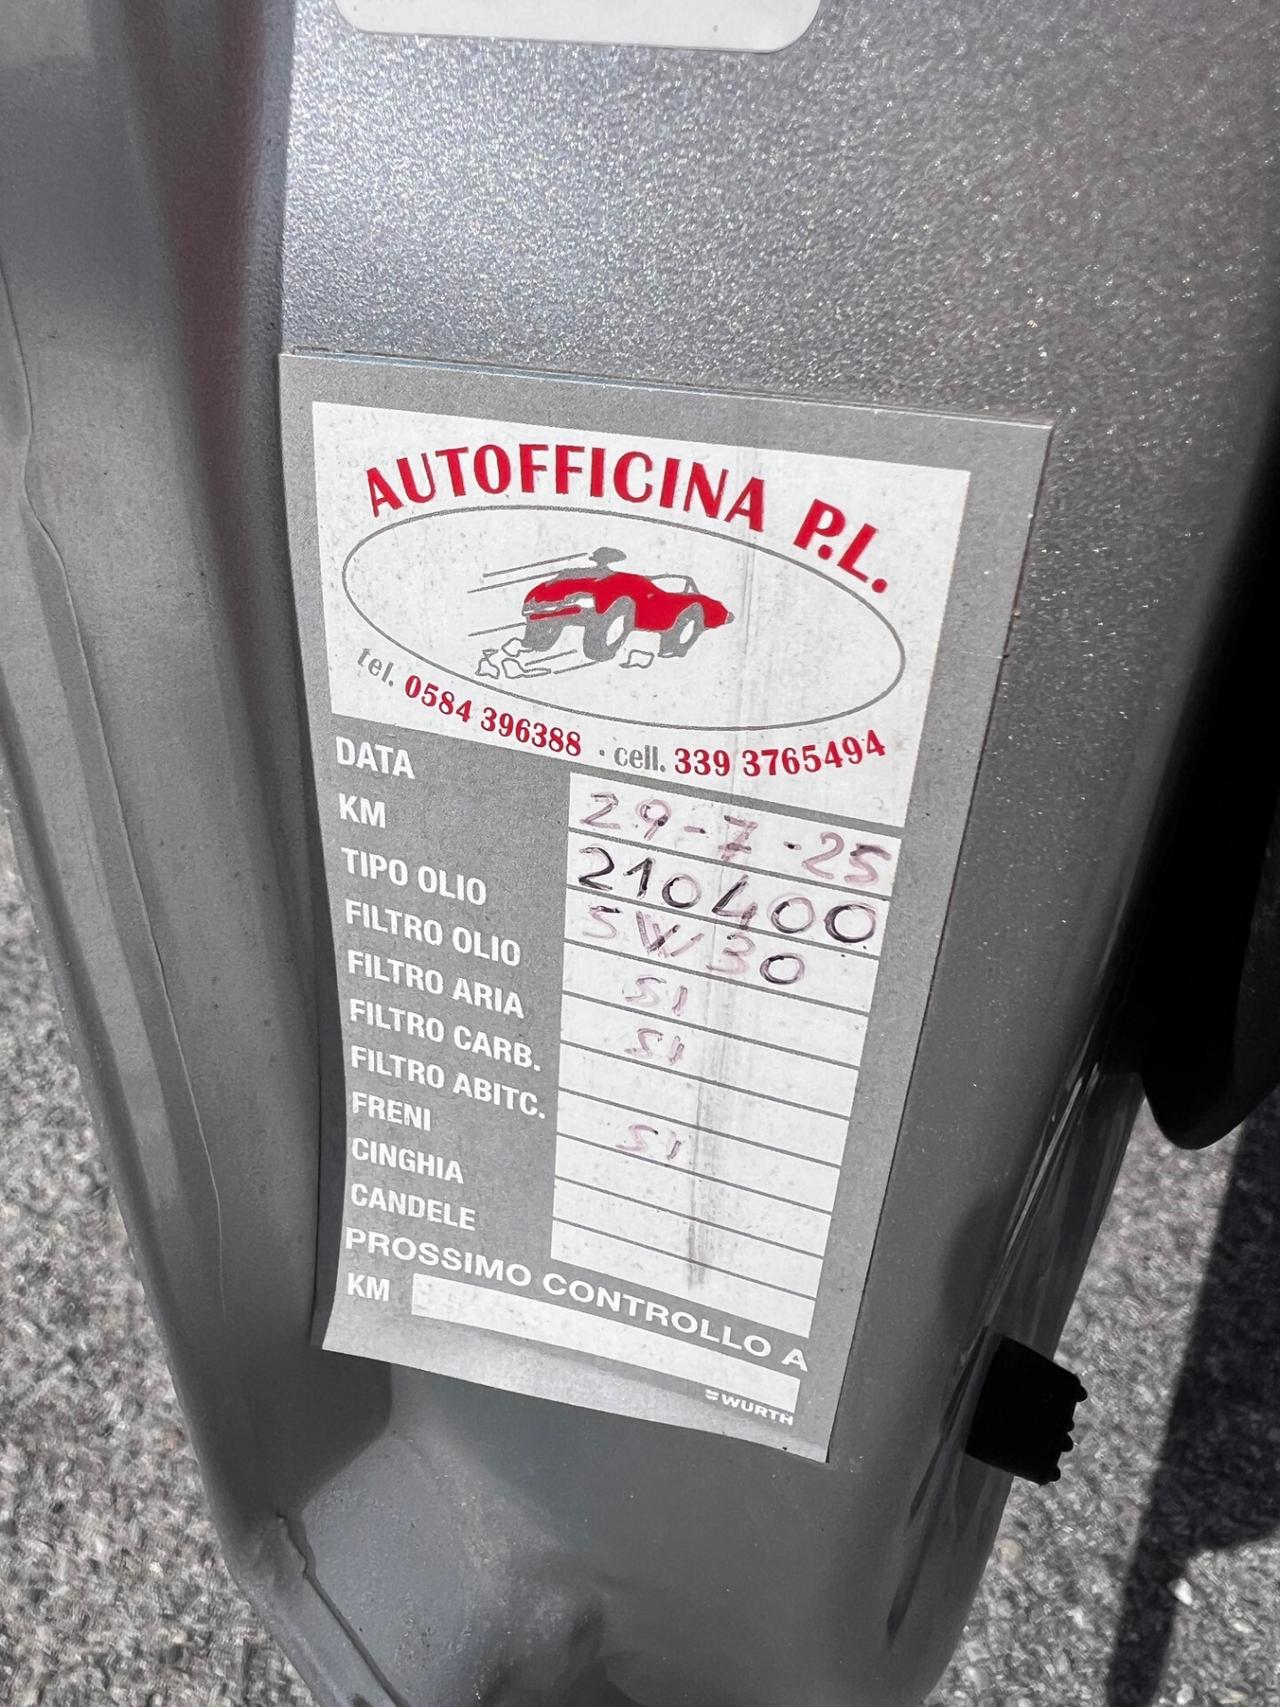 AUTOFFICINA P.L.
tel. 0584 396388 · cell. 339 3765494
DATA 29-7-25
KM 210400
TIPO OLIO 5W30
FILTRO OLIO SI
FILTRO ARIA SI
FILTRO CARB.
FILTRO ABITC. SI
FRENI
CINGHIA
CANDELE
PROSSIMO CONTROLLO A
KM
WURTH